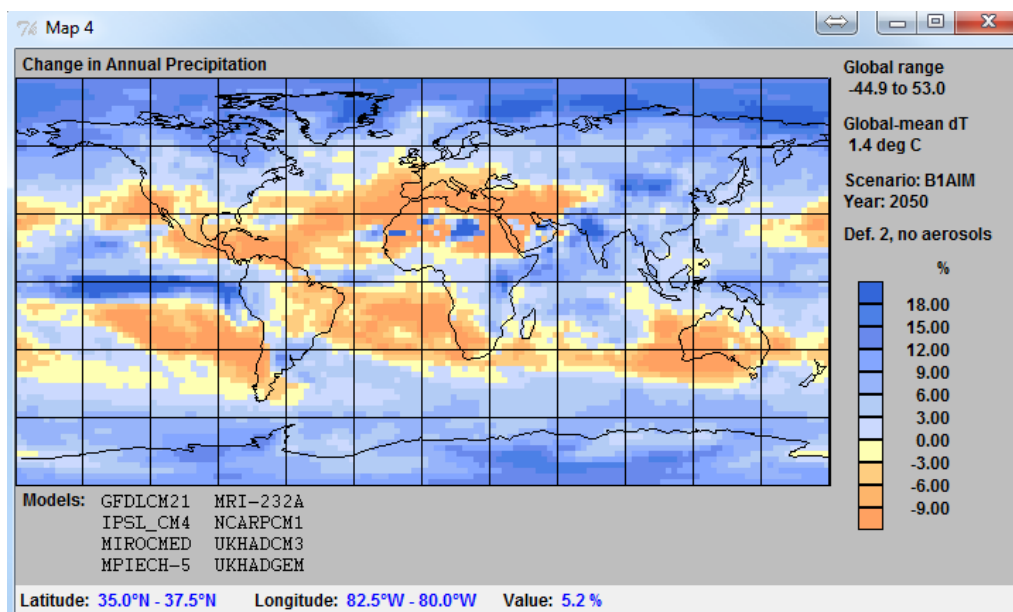 Map 4
Change in Annual Precipitation
Global range
-44.9 to 53.0
Global-mean dT
1.4 deg C
Scenario: B1AIM
Year: 2050
Def. 2, no aerosols
%
18.00
15.00
12.00
9.00
6.00
3.00
0.00
-3.00
-6.00
-9.00
Models: GFDLCM21 MRI-232A
IPSL_CM4 NCARPCM1
MIROCMED UKHADCM3
MPIECH-5 UKHADGEM
Latitude: 35.0°N - 37.5°N Longitude: 82.5°W - 80.0°W Value: 5.2 %